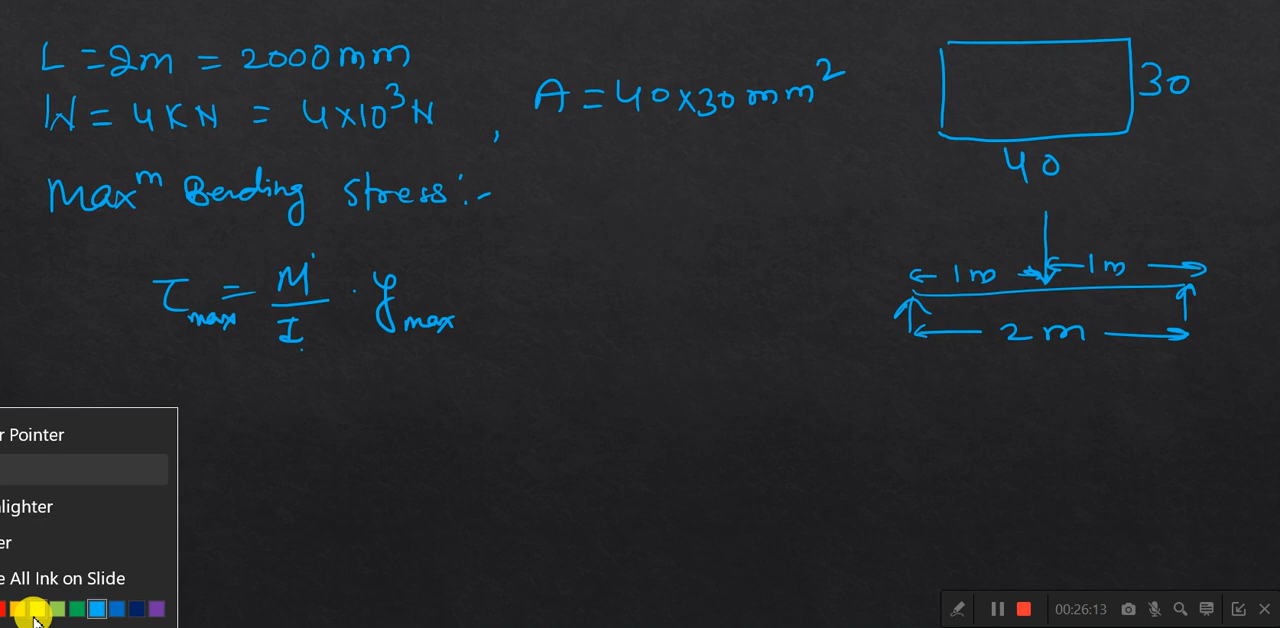 L = 2m = 2000mm
W = 4KN = 4×10³N , A = 40×30 mm²
30
40
Maxᵐ Bending Stress :-
τmax = M/I · ymax
1m 1m
2m
r Pointer
lighter
er
e All Ink on Slide
00:26:13